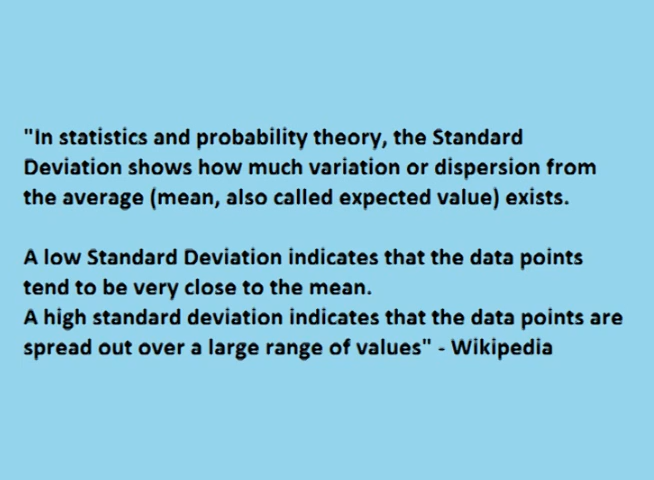 "In statistics and probability theory, the Standard
Deviation shows how much variation or dispersion from
the average (mean, also called expected value) exists.
A low Standard Deviation indicates that the data points
tend to be very close to the mean.
A high standard deviation indicates that the data points are
spread out over a large range of values" - Wikipedia